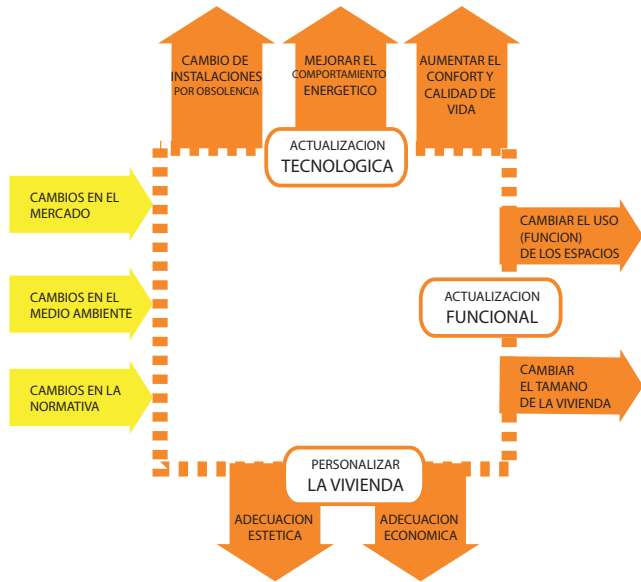 CAMBIO DE
INSTALACIONES
POR OBSOLENCIA
MEJORAR EL
COMPORTAMIENTO
ENERGETICO
AUMENTAR EL
CONFORT Y
CALIDAD DE
VIDA
ACTUALIZACION
TECNOLOGICA
CAMBIOS EN EL
MERCADO
CAMBIOS EN EL
MEDIO AMBIENTE
CAMBIOS EN LA
NORMATIVA
CAMBIAR EL USO
(FUNCION)
DE LOS ESPACIOS
ACTUALIZACION
FUNCIONAL
CAMBIAR
EL TAMANO
DE LA VIVIENDA
PERSONALIZAR
LA VIVIENDA
ADECUACION
ESTETICA
ADECUACION
ECONOMICA